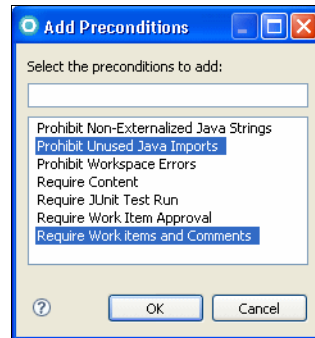 Add Preconditions
Select the preconditions to add:
Prohibit Non-Externalized Java Strings
Prohibit Unused Java Imports
Prohibit Workspace Errors
Require Content
Require JUnit Test Run
Require Work Item Approval
Require Work items and Comments
?
OK
Cancel